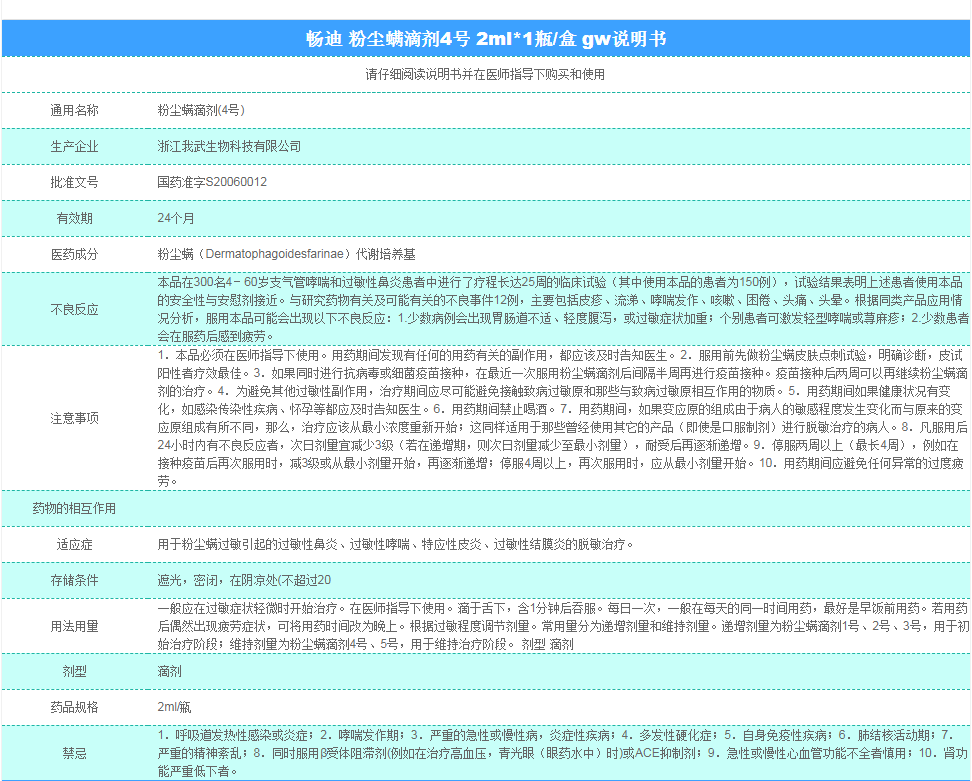 畅迪 粉尘螨滴剂4号 2ml*1瓶/盒 gw说明书
请仔细阅读说明书并在医师指导下购买和使用
通用名称 粉尘螨滴剂(4号)
生产企业 浙江我武生物科技有限公司
批准文号 国药准字S20060012
有效期 24个月
医药成分 粉尘螨（Dermatophagoidesfarinae）代谢培养基
不良反应
本品在300名4－60岁支气管哮喘和过敏性鼻炎患者中进行了疗程长达25周的临床试验（其中使用本品的患者为150例），试验结果表明上述患者使用本品
的安全性与安慰剂接近。与研究药物有关及可能有关的不良事件12例，主要包括皮疹、流涕、哮喘发作、咳嗽、困倦、头痛、头晕。根据同类产品应用情
况分析，服用本品可能会出现以下不良反应：1.少数病例会出现胃肠道不适、轻度腹泻，或过敏症状加重；个别患者可激发轻型哮喘或荨麻疹；2.少数患者
会在服药后感到疲劳。
注意事项
1．本品必须在医师指导下使用。用药期间发现有任何的用药有关的副作用，都应该及时告知医生。2．服用前先做粉尘螨皮肤点刺试验，明确诊断，皮试
阳性者疗效最佳。3．如果同时进行抗病毒或细菌疫苗接种，在最近一次服用粉尘螨滴剂后间隔半周再进行疫苗接种。疫苗接种后两周可以再继续粉尘螨滴
剂的治疗。4．为避免其他过敏性副作用，治疗期间应尽可能避免接触致病过敏原和那些与致病过敏原相互作用的物质。5．用药期间如果健康状况有变
化，如感染传染性疾病、怀孕等都应及时告知医生。6．用药期间禁止喝酒。7．用药期间，如果变应原的组成由于病人的敏感程度发生变化而与原来的变
应原组成有所不同，那么，治疗应该从最小浓度重新开始；这同样适用于那些曾经使用其它的产品（即使是口服制剂）进行脱敏治疗的病人。8．凡服用后
24小时内有不良反应者，次日剂量宜减少3级（若在递增期，则次日剂量减少至最小剂量），耐受后再逐渐递增。9．停服两周以上（最长4周），例如在
接种疫苗后再次服用时，减3级或从最小剂量开始，再逐渐递增；停服4周以上，再次服用时，应从最小剂量开始。10．用药期间应避免任何异常的过度疲
劳。
药物的相互作用
适应症 用于粉尘螨过敏引起的过敏性鼻炎、过敏性哮喘、特应性皮炎、过敏性结膜炎的脱敏治疗。
存储条件 遮光，密闭，在阴凉处(不超过20
用法用量
一般应在过敏症状轻微时开始治疗。在医师指导下使用。滴于舌下，含1分钟后吞服。每日一次，一般在每天的同一时间用药，最好是早饭前用药。若用药
后偶然出现疲劳症状，可将用药时间改为晚上。根据过敏程度调节剂量。常用量分为递增剂量和维持剂量。递增剂量为粉尘螨滴剂1号、2号、3号，用于初
始治疗阶段；维持剂量为粉尘螨滴剂4号、5号，用于维持治疗阶段。 剂型 滴剂
剂型 滴剂
药品规格 2ml/瓶
禁忌
1．呼吸道发热性感染或炎症；2．哮喘发作期；3．严重的急性或慢性病，炎症性疾病；4．多发性硬化症；5．自身免疫性疾病；6．肺结核活动期；7．
严重的精神紊乱；8．同时服用β受体阻滞剂(例如在治疗高血压，青光眼（眼药水中）时)或ACE抑制剂；9．急性或慢性心血管功能不全者慎用；10．肾功
能严重低下者。